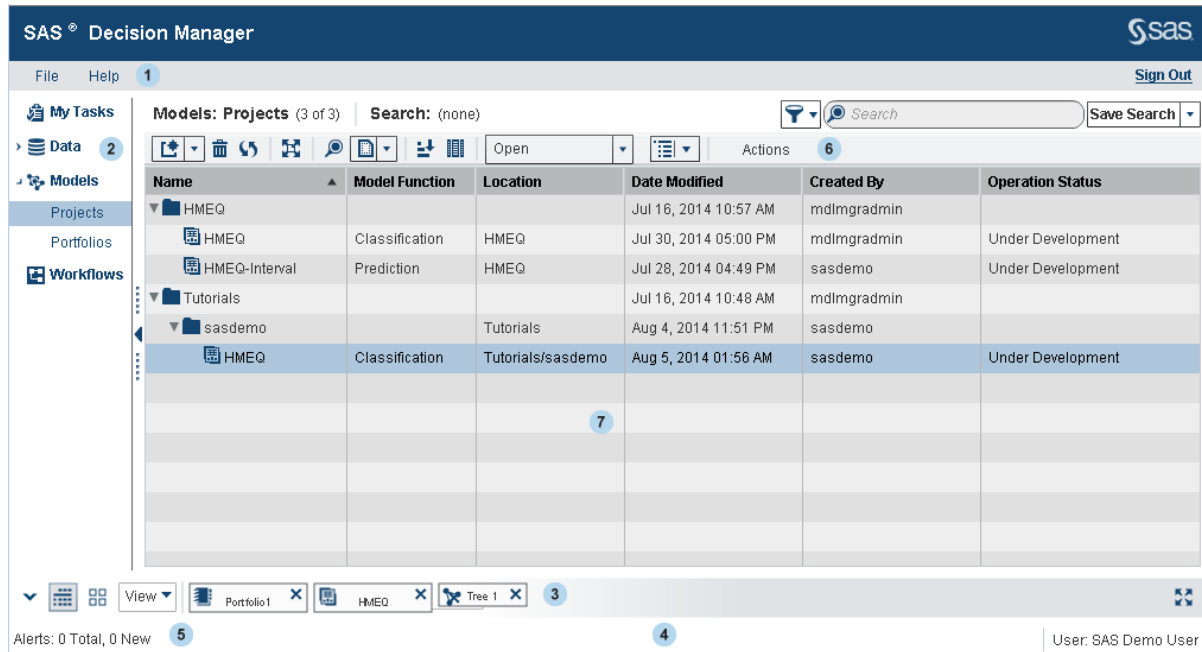 SAS ® Decision Manager
sas
File Help 1 Sign Out
My Tasks
Data 2
Models
Projects
Portfolios
Workflows
Models: Projects (3 of 3) Search: (none) Search Save Search
Open Actions 6
Name Model Function Location Date Modified Created By Operation Status
HMEQ Jul 16, 2014 10:57 AM mdlmgradmin
HMEQ Classification HMEQ Jul 30, 2014 05:00 PM mdlmgradmin Under Development
HMEQ-Interval Prediction HMEQ Jul 28, 2014 04:49 PM sasdemo Under Development
Tutorials Jul 16, 2014 10:48 AM mdlmgradmin
sasdemo Tutorials Aug 4, 2014 11:51 PM sasdemo
HMEQ Classification Tutorials/sasdemo Aug 5, 2014 01:56 AM sasdemo Under Development
7
View Portfolio1 HMEQ Tree 1 3
Alerts: 0 Total, 0 New 5 4 User: SAS Demo User